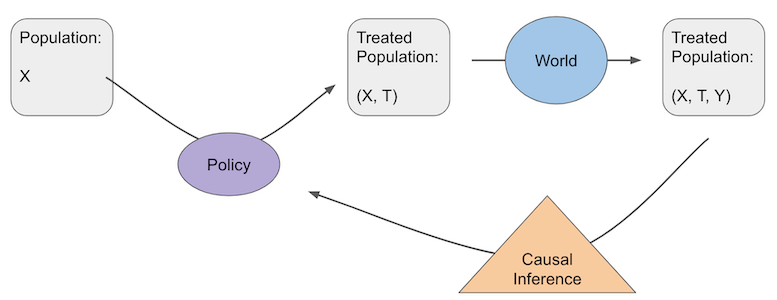 Population:
X
Treated
Population:
(X, T)
World
Treated
Population:
(X, T, Y)
Policy
Causal
Inference